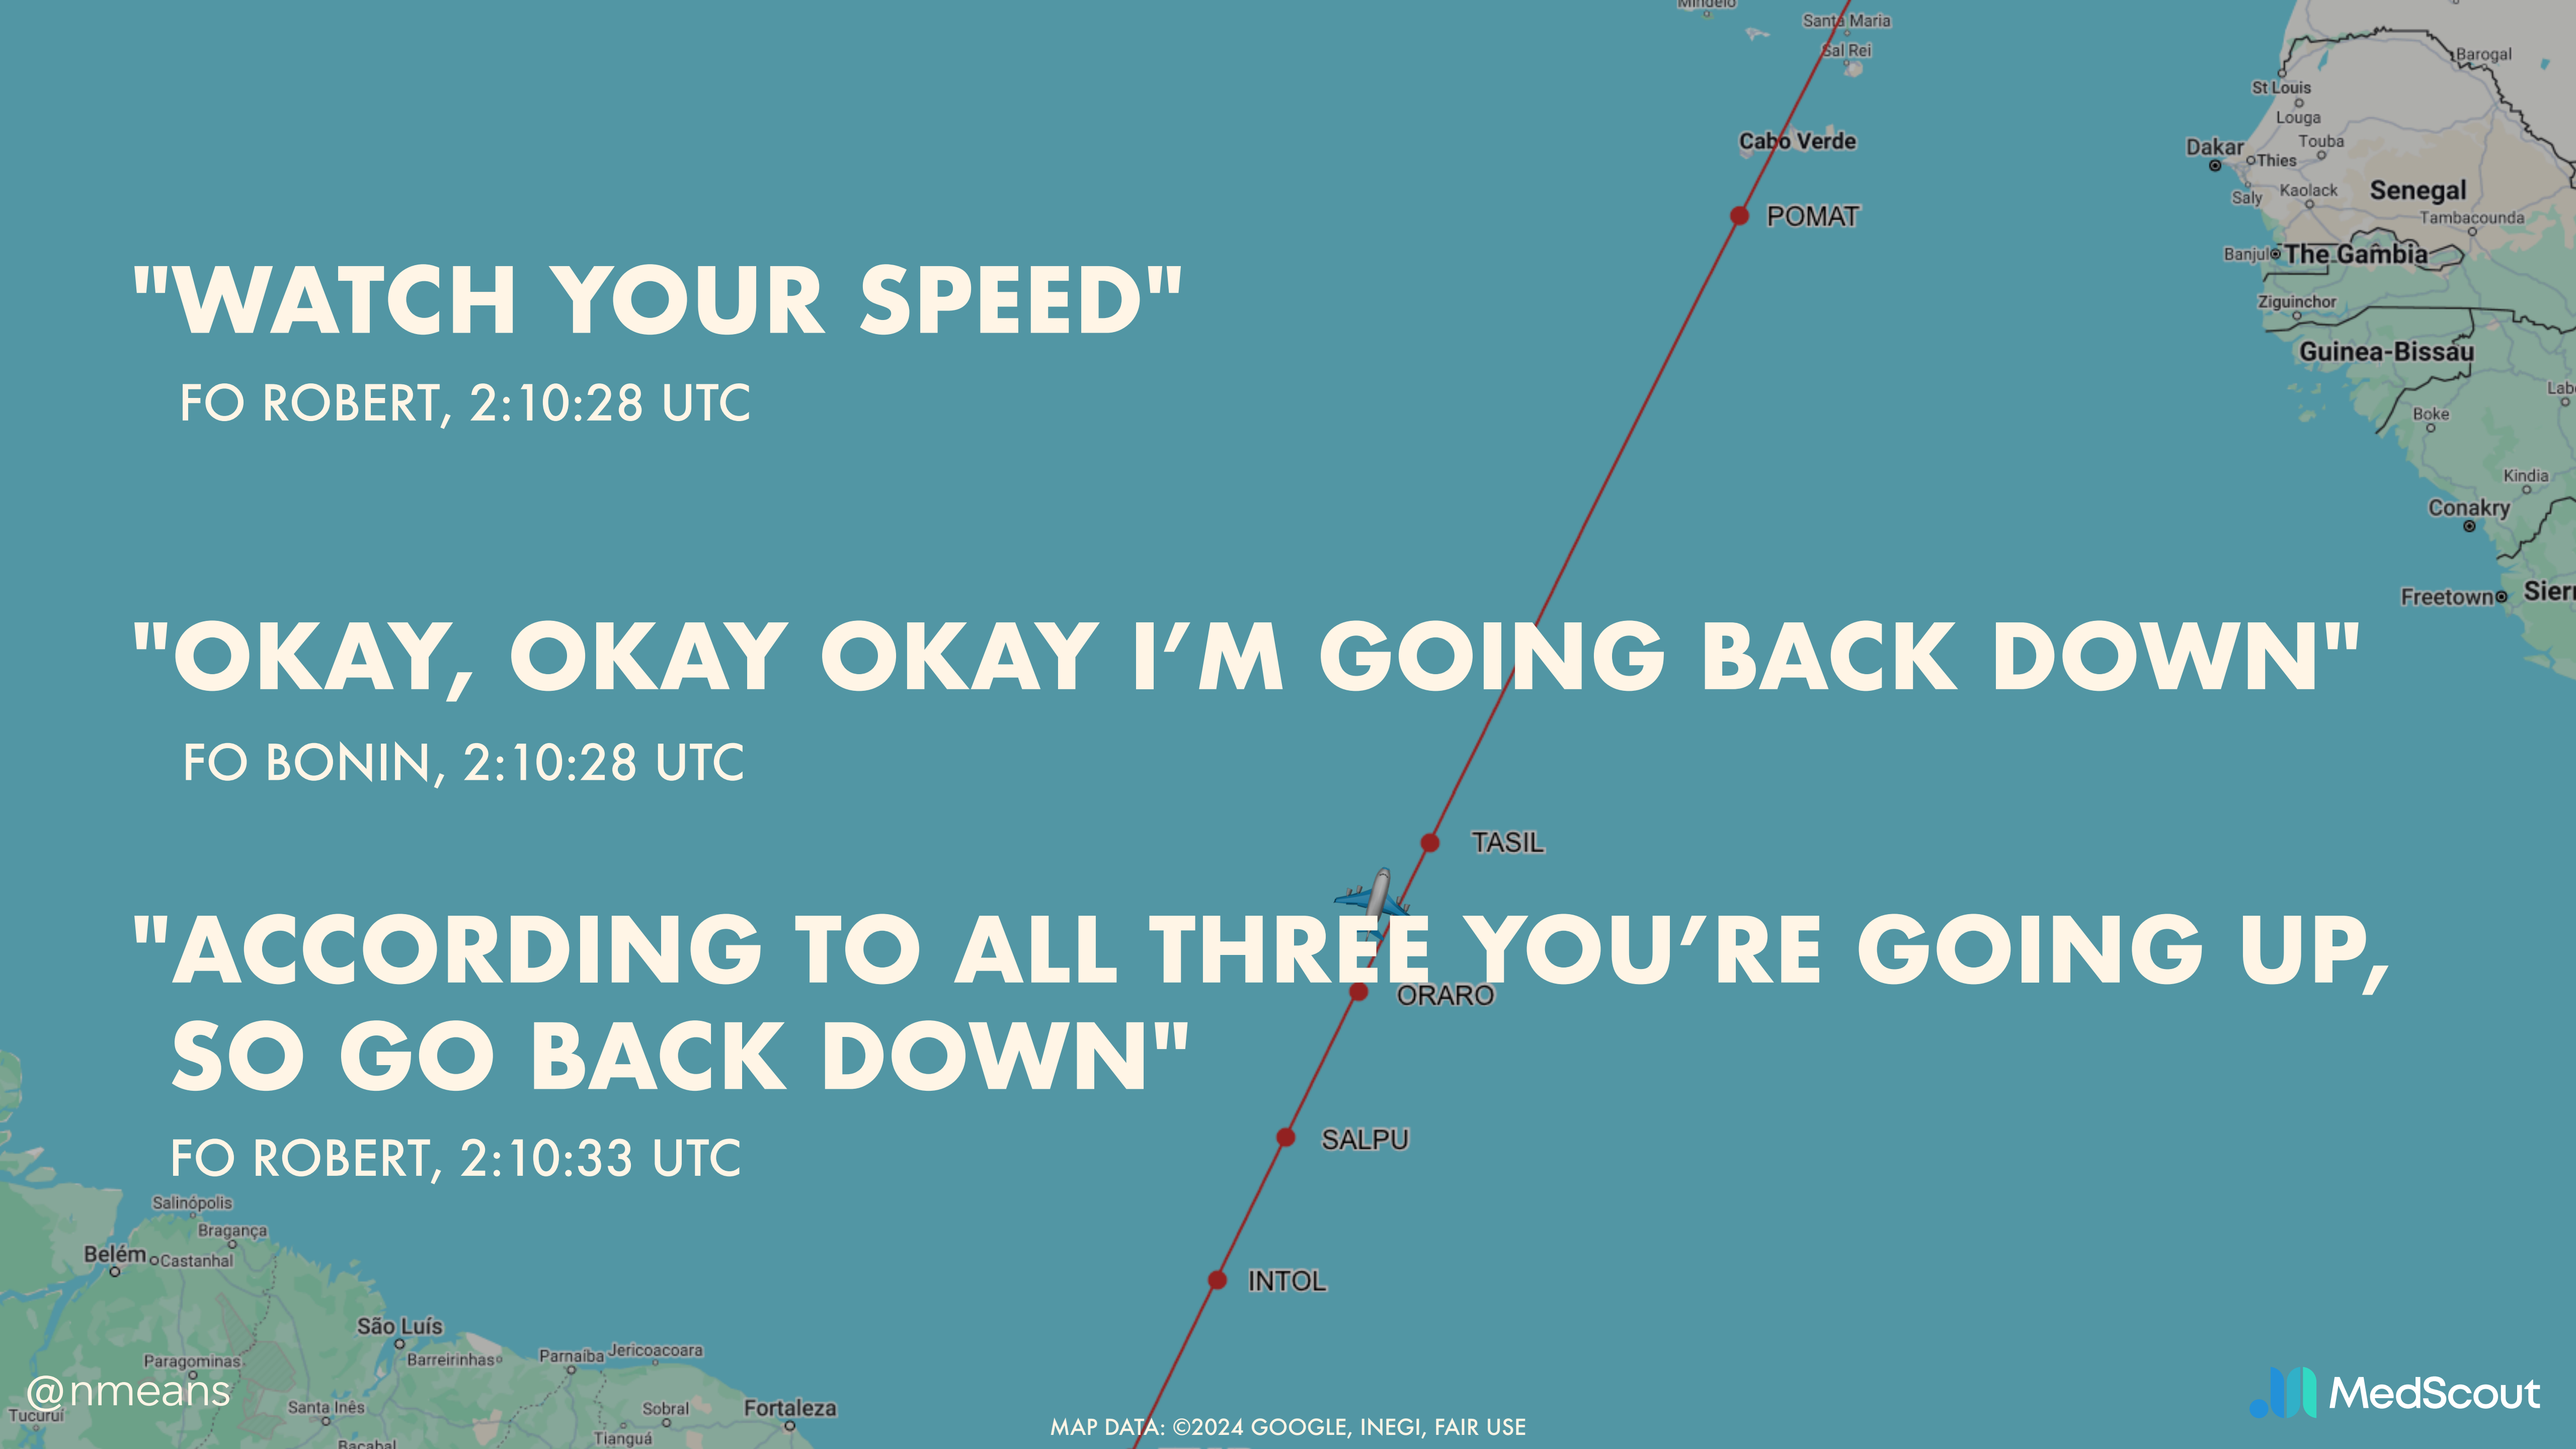 Mindelo
Santa Maria
Sal Rei
Barogal
St Louis
Louga
Cabo Verde
Dakar
Touba
Thies
Saly
Kaolack
Senegal
Tambacounda
POMAT
Banjul
The Gambia
"WATCH YOUR SPEED"
Ziguinchor
Guinea-Bissau
FO ROBERT, 2:10:28 UTC
Boke
Kindia
Conakry
Freetown
"OKAY, OKAY OKAY I’M GOING BACK DOWN"
FO BONIN, 2:10:28 UTC
TASIL
"ACCORDING TO ALL THREE YOU’RE GOING UP,
ORARO
SO GO BACK DOWN"
SALPU
FO ROBERT, 2:10:33 UTC
Salinópolis
Bragança
Belém
Castanhal
INTOL
São Luís
Paragominas
Barreirinhas
Parnaíba
Jericoacoara
@nmeans
Tucuruí
Santa Inês
Sobral
Fortaleza
Tianguá
Bacabal
MAP DATA: ©2024 GOOGLE, INEGI, FAIR USE
MedScout